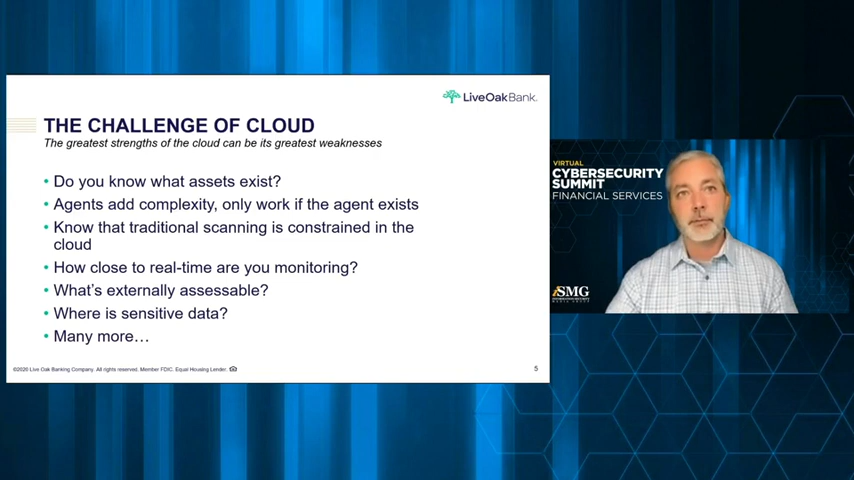 LiveOakBank.
THE CHALLENGE OF CLOUD
The greatest strengths of the cloud can be its greatest weaknesses
• Do you know what assets exist?
• Agents add complexity, only work if the agent exists
• Know that traditional scanning is constrained in the
cloud
• How close to real-time are you monitoring?
• What's externally assessable?
• Where is sensitive data?
• Many more…
©2020 Live Oak Banking Company. All rights reserved. Member FDIC. Equal Housing Lender.
5
VIRTUAL
CYBERSECURITY
SUMMIT
FINANCIAL SERVICES
iSMG
INFORMATION SECURITY
MEDIA GROUP